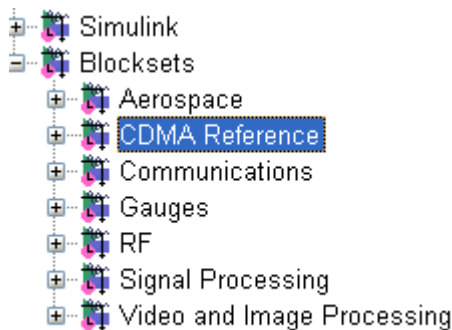 Simulink
Blocksets
Aerospace
CDMA Reference
Communications
Gauges
RF
Signal Processing
Video and Image Processing